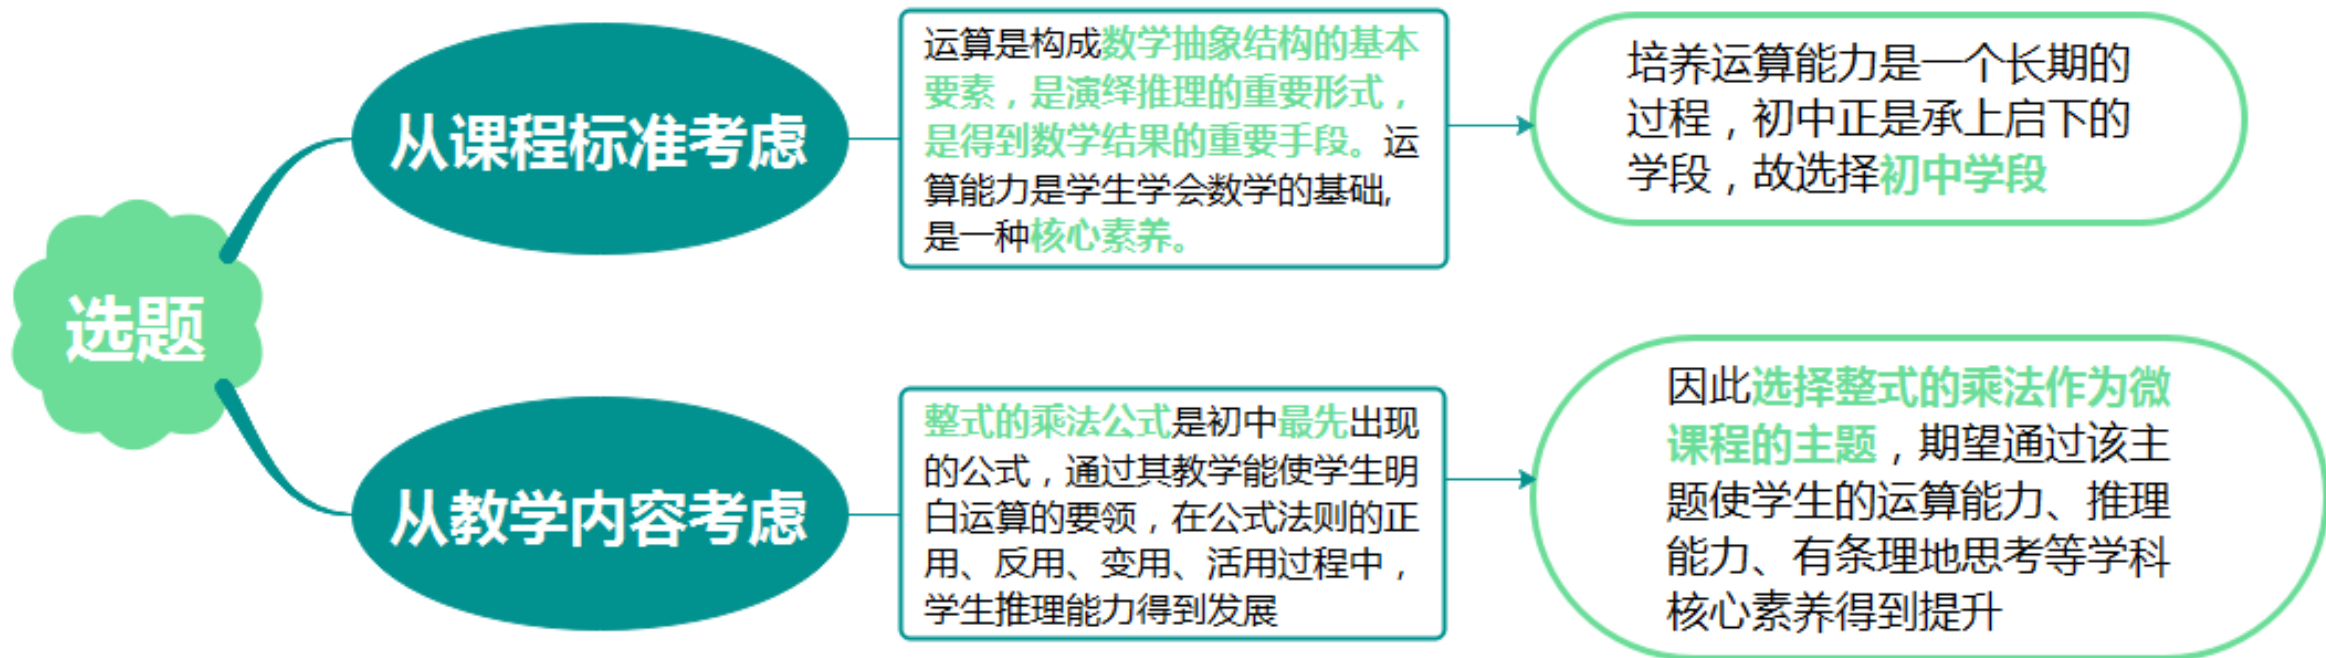 选题
从课程标准考虑
运算是构成数学抽象结构的基本
要素，是演绎推理的重要形式，
是得到数学结果的重要手段。运
算能力是学生学会数学的基础,
是一种核心素养。
培养运算能力是一个长期的
过程，初中正是承上启下的
学段，故选择初中学段
从教学内容考虑
整式的乘法公式是初中最先出现
的公式，通过其教学能使学生明
白运算的要领，在公式法则的正
用、反用、变用、活用过程中，
学生推理能力得到发展
因此选择整式的乘法作为微
课程的主题，期望通过该主
题使学生的运算能力、推理
能力、有条理地思考等学科
核心素养得到提升